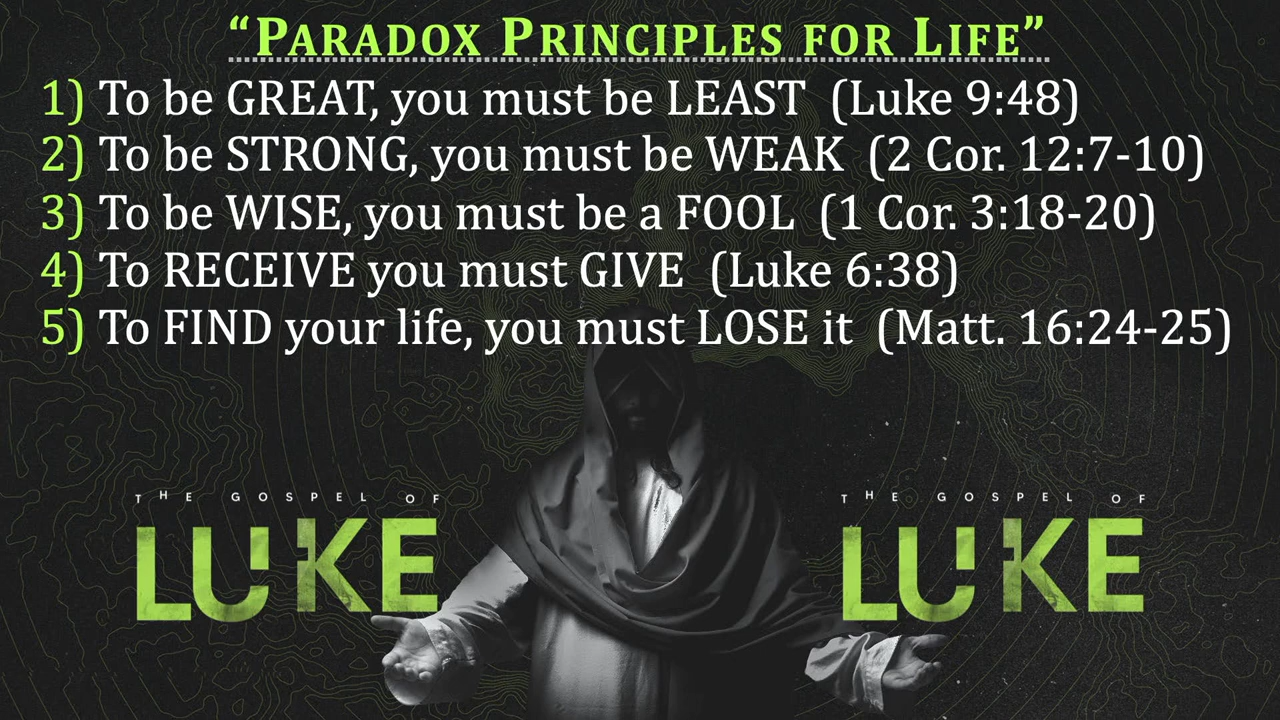 “PARADOX PRINCIPLES FOR LIFE”
1) To be GREAT, you must be LEAST (Luke 9:48)
2) To be STRONG, you must be WEAK (2 Cor. 12:7-10)
3) To be WISE, you must be a FOOL (1 Cor. 3:18-20)
4) To RECEIVE you must GIVE (Luke 6:38)
5) To FIND your life, you must LOSE it (Matt. 16:24-25)
THE GOSPEL OF
LUKE
THE GOSPEL OF
LUKE